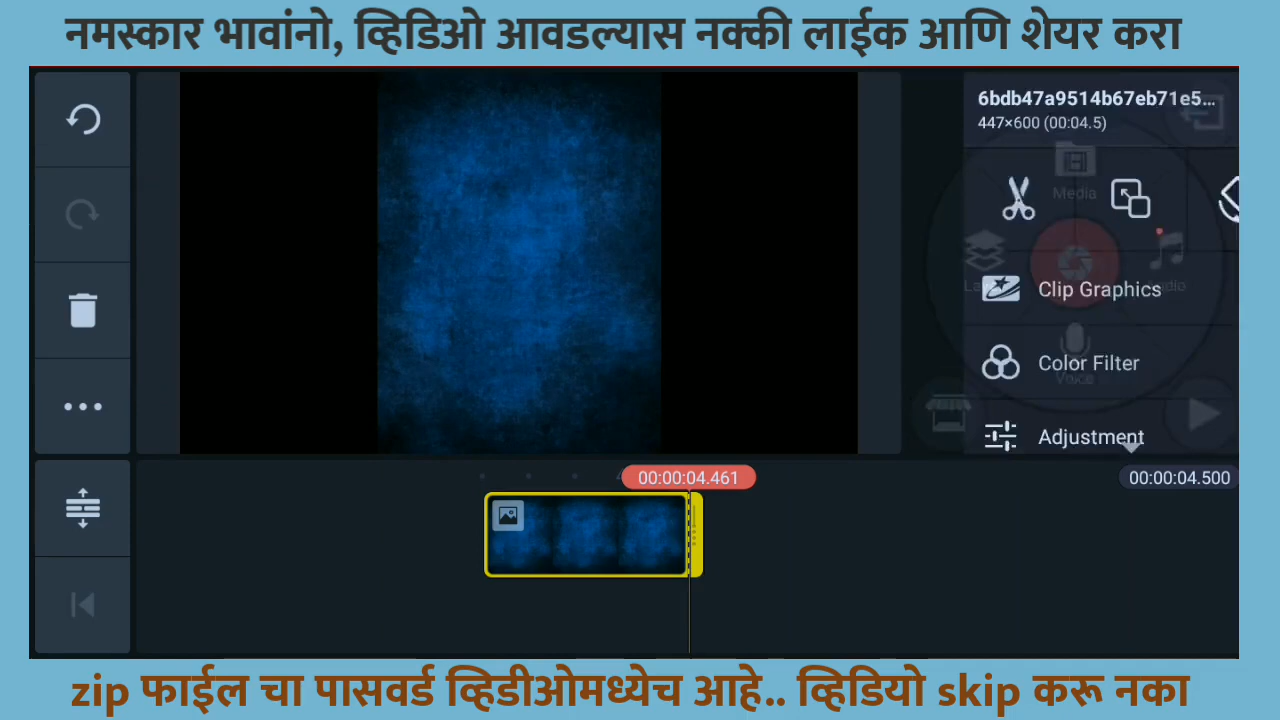 नमस्कार भावांनो, व्हिडिओ आवडल्यास नक्की लाईक आणि शेयर करा
6bdb47a9514b67eb71e5...
447×600 (00:04.5)
Media
Clip Graphics
Color Filter
Voice
Adjustment
00:00:04.461
00:00:04.500
zip फाईल चा पासवर्ड व्हिडीओमध्येच आहे.. व्हिडियो skip करू नका